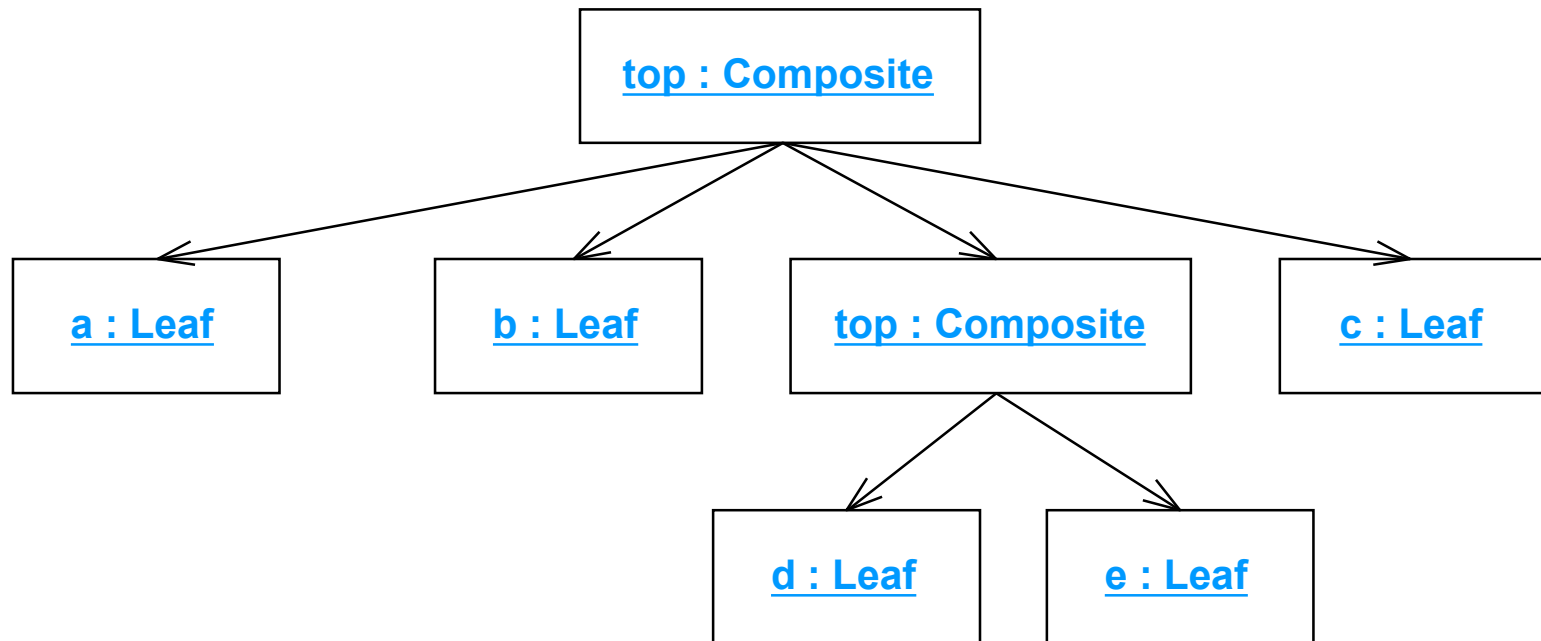 top : Composite
a : Leaf
b : Leaf
top : Composite
c : Leaf
d : Leaf
e : Leaf